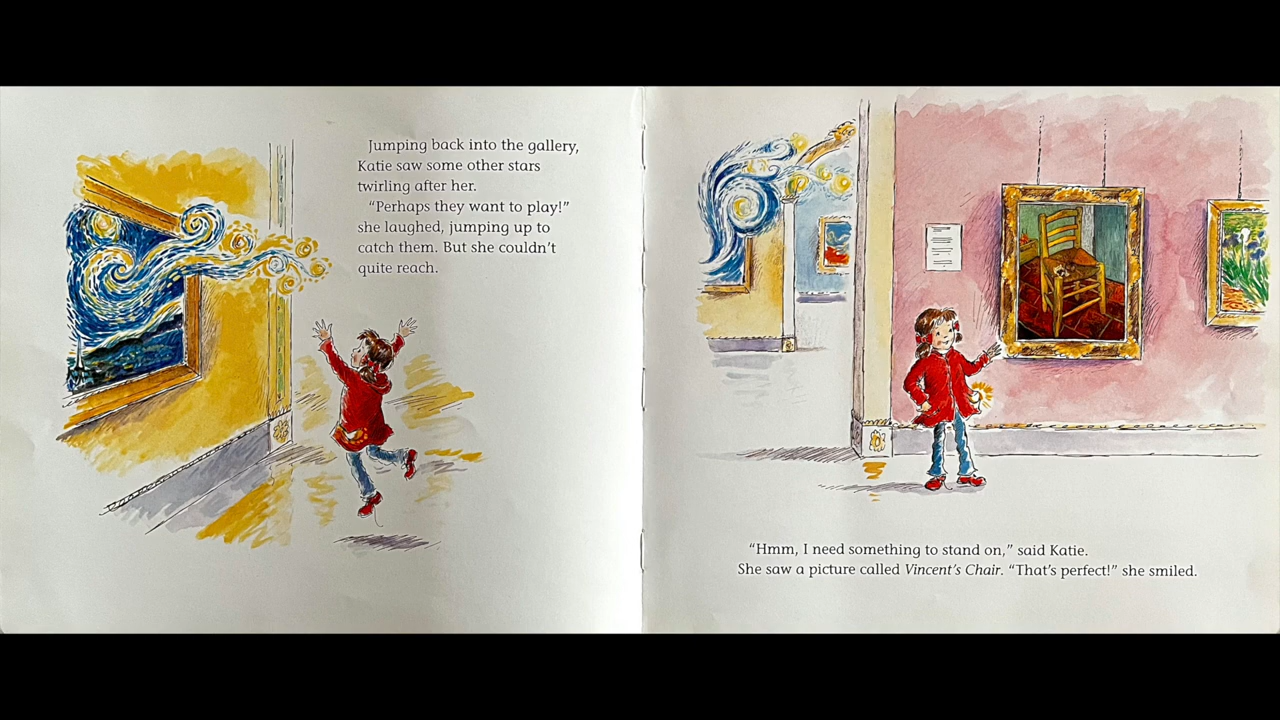 Jumping back into the gallery,
Katie saw some other stars
twirling after her.
“Perhaps they want to play!”
she laughed, jumping up to
catch them. But she couldn’t
quite reach.
“Hmm, I need something to stand on,” said Katie.
She saw a picture called Vincent’s Chair. “That’s perfect!” she smiled.